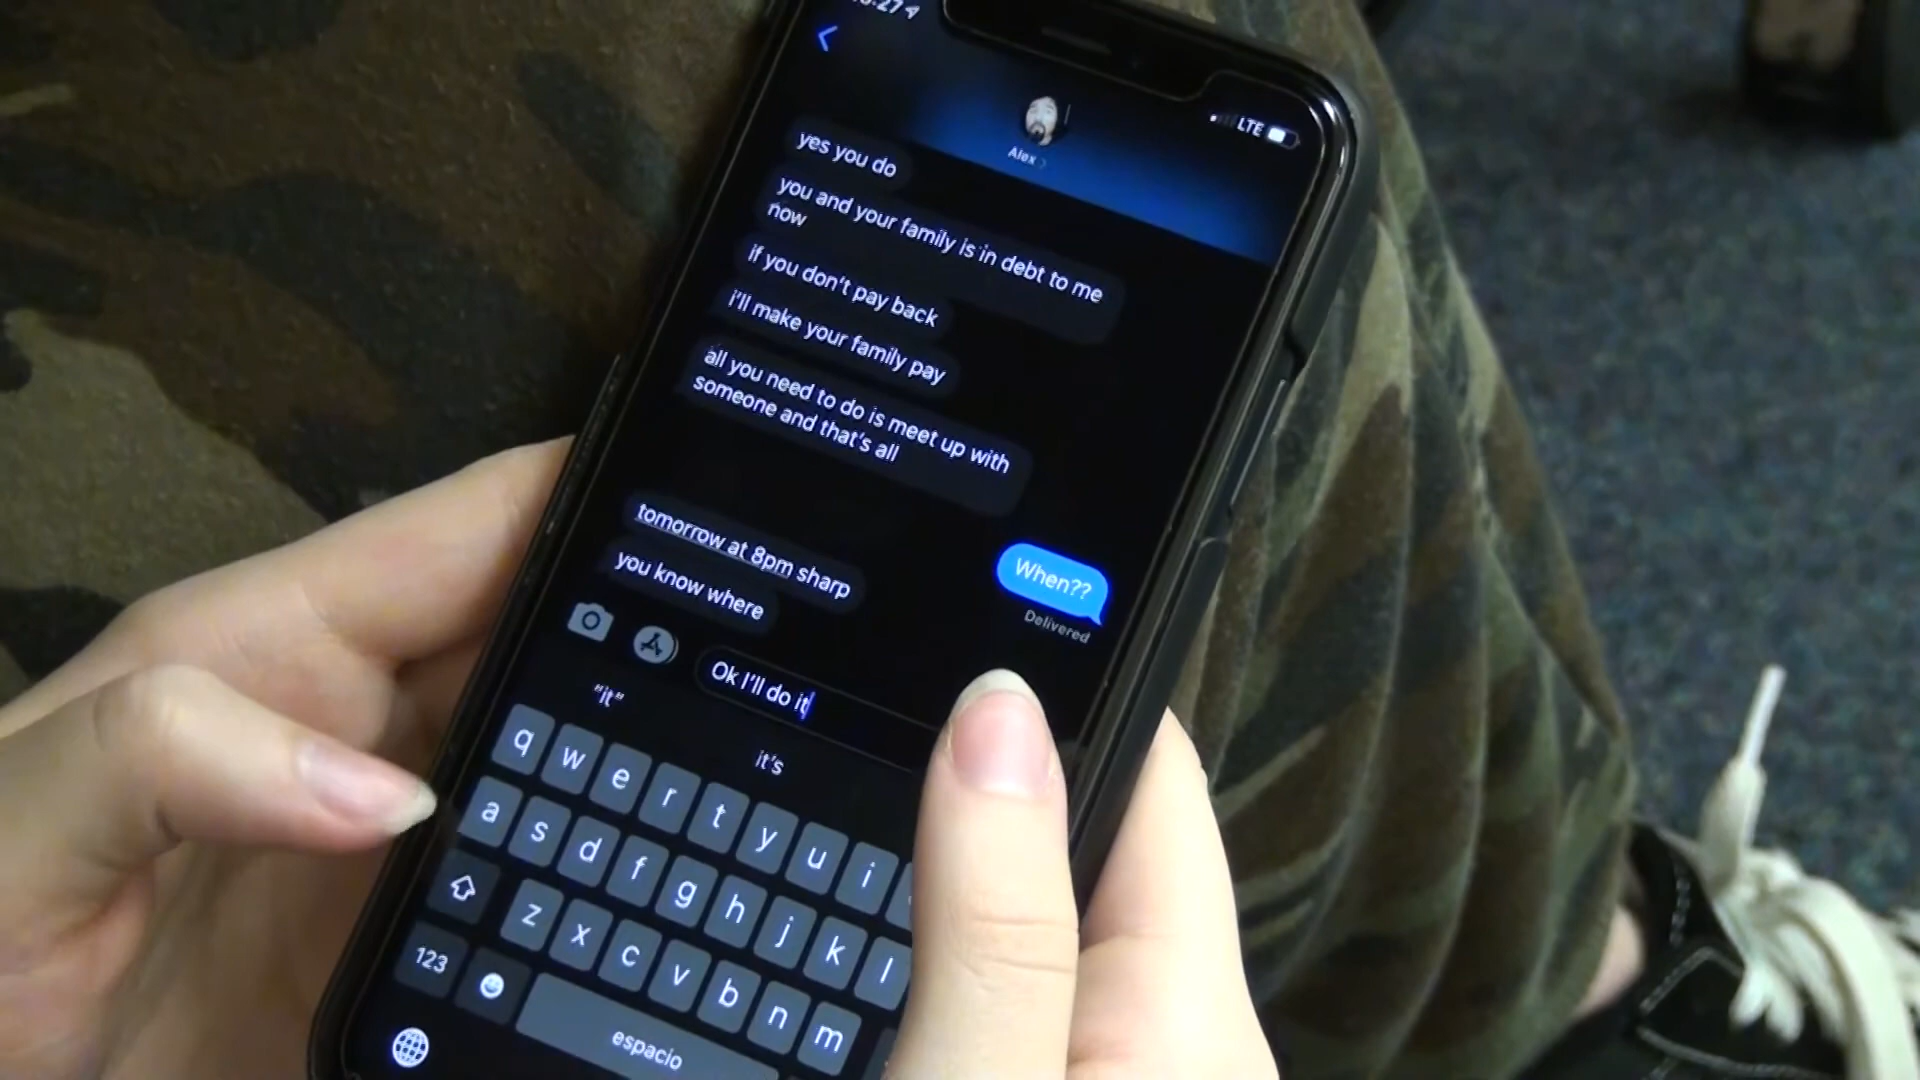 LTE
Alex
yes you do
you and your family is in debt to me
now
if you don't pay back
i'll make your family pay
all you need to do is meet up with
someone and that's all
When??
Delivered
tomorrow at 8pm sharp
you know where
Ok I'll do it
"it"
it's
q w e r t y u i
a s d f g h j k l
z x c v b n m
123
espacio